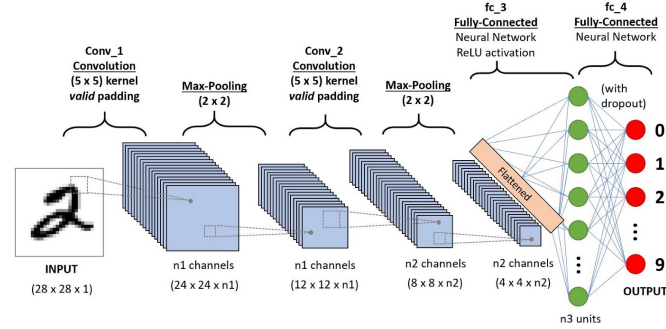 fc_3
Fully-Connected
Neural Network
ReLU activation
fc_4
Fully-Connected
Neural Network
Conv_1
Convolution
(5 x 5) kernel
valid padding
Max-Pooling
(2 x 2)
Conv_2
Convolution
(5 x 5) kernel
valid padding
Max-Pooling
(2 x 2)
(with
dropout)
Flattened
0
1
2
9
2
INPUT
(28 x 28 x 1)
n1 channels
(24 x 24 x n1)
n1 channels
(12 x 12 x n1)
n2 channels
(8 x 8 x n2)
n2 channels
(4 x 4 x n2)
OUTPUT
n3 units